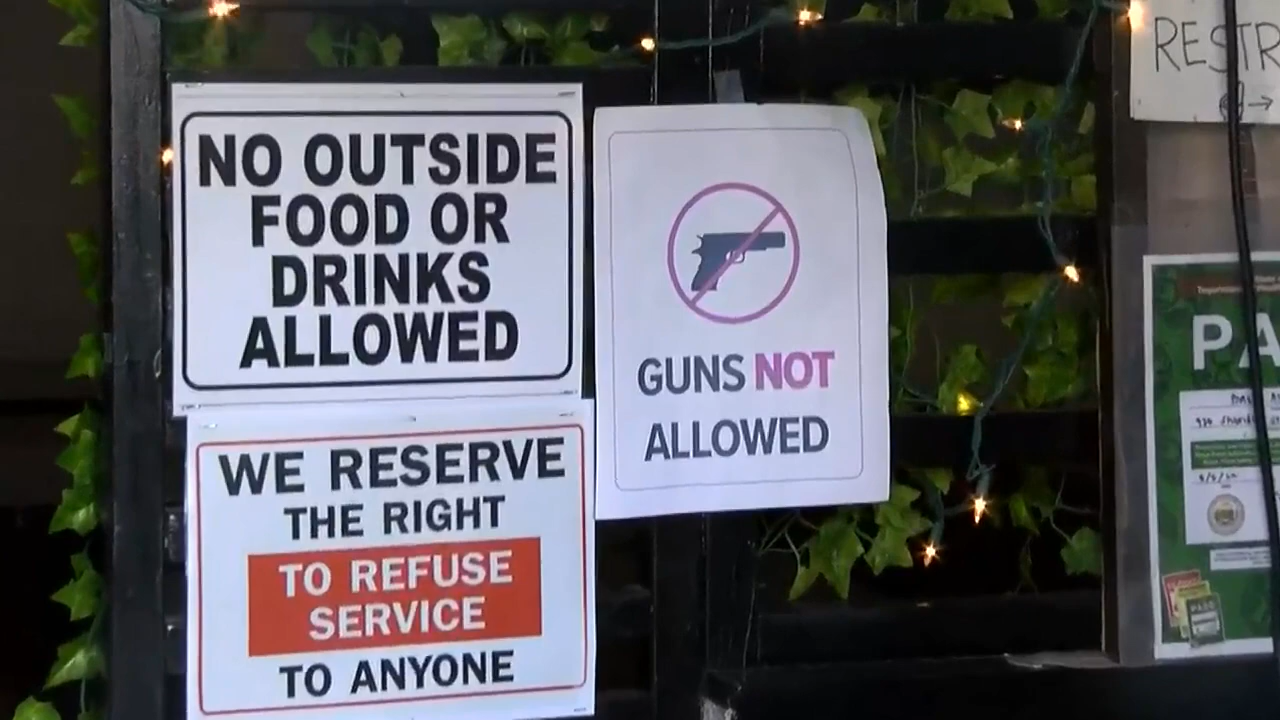 NO OUTSIDE
FOOD OR
DRINKS
ALLOWED
WE RESERVE
THE RIGHT
TO REFUSE
SERVICE
TO ANYONE
GUNS NOT
ALLOWED
RESTR
PA